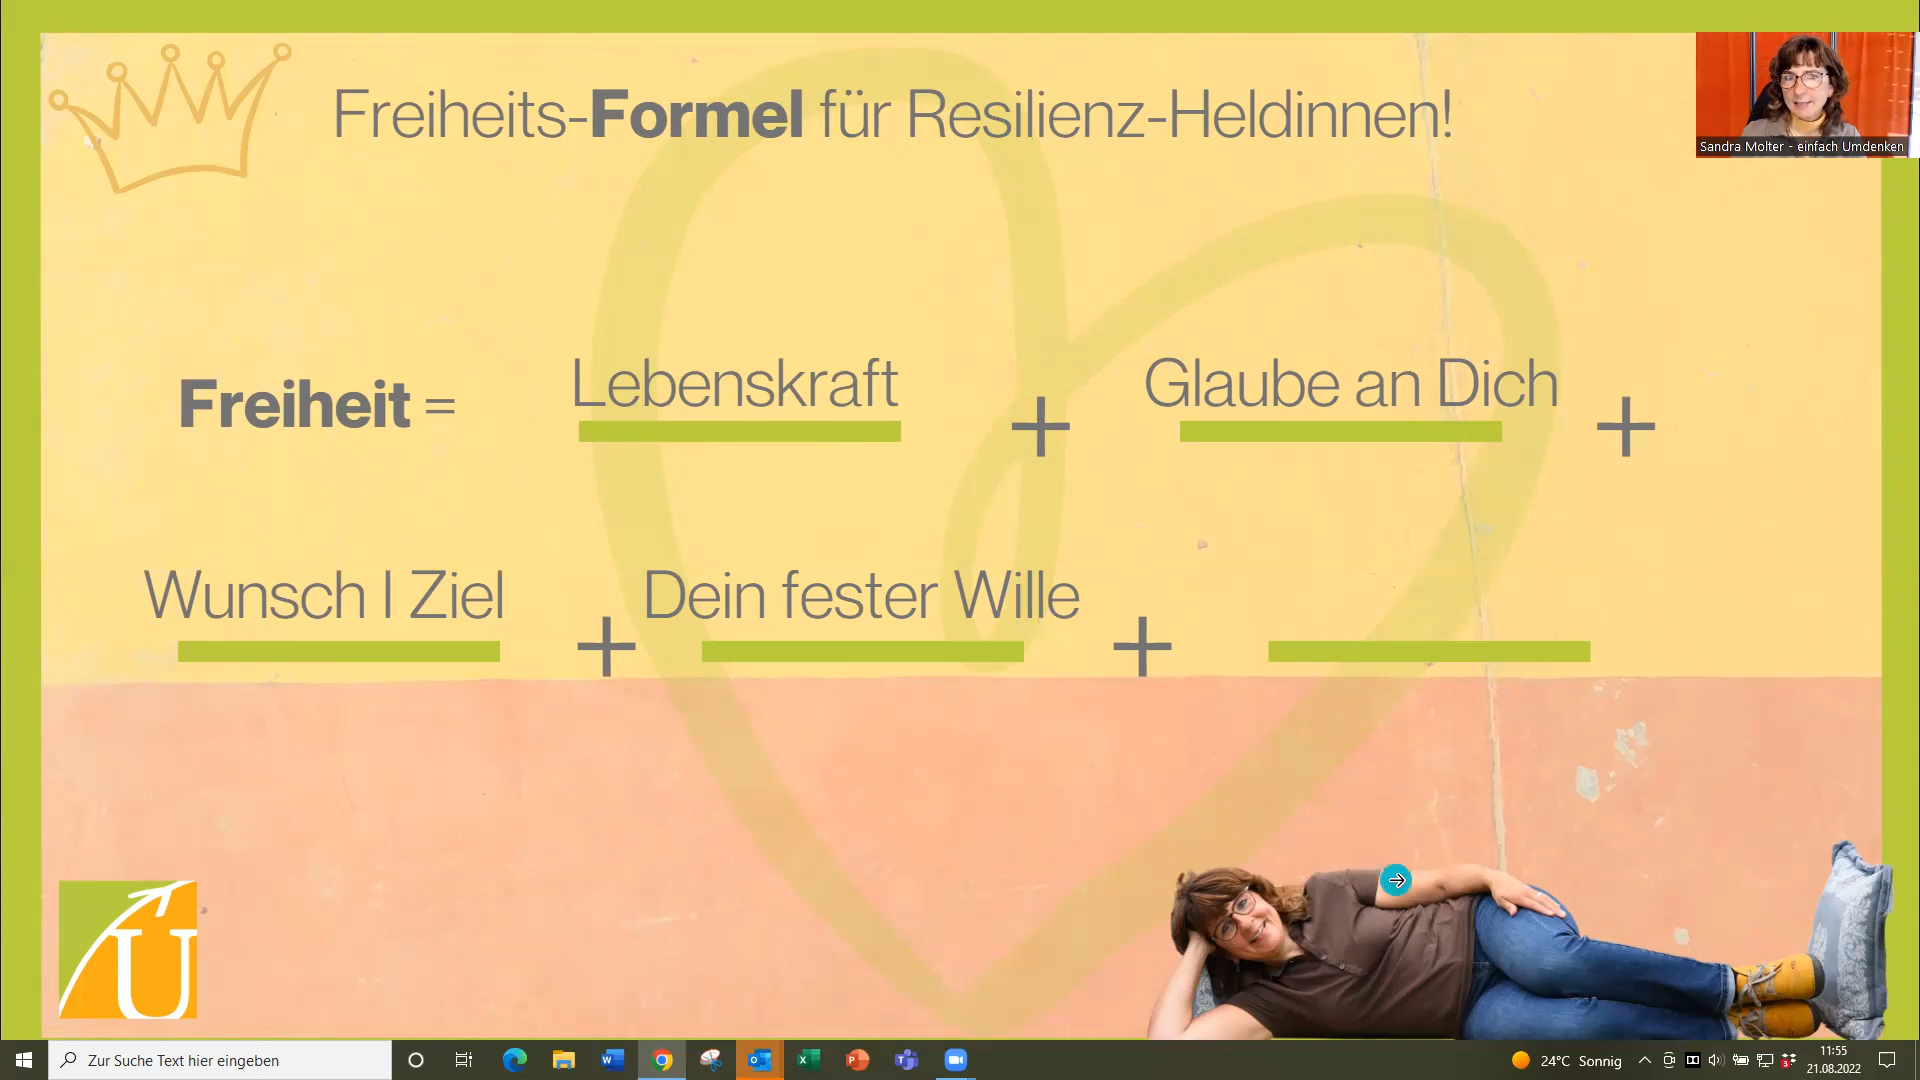 Freiheits-Formel für Resilienz-Heldinnen!
Sandra Molter - einfach Umdenken
Freiheit = Lebenskraft + Glaube an Dich +
Wunsch I Ziel + Dein fester Wille +
U
Zur Suche Text hier eingeben
24°C Sonnig
11:55
21.08.2022